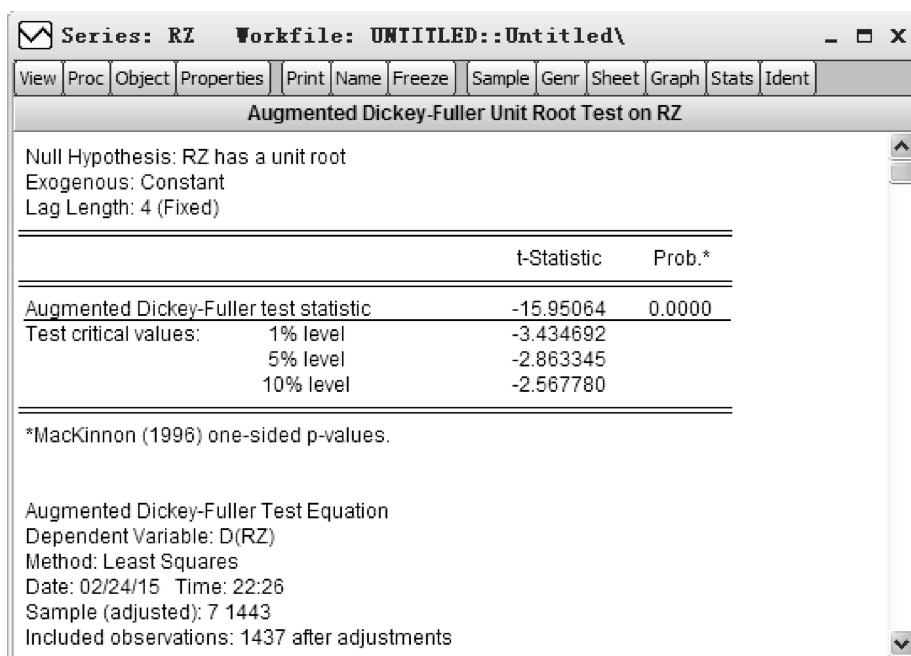 Series: RZ Workfile: UNTITLED::Untitled\
View Proc Object Properties Print Name Freeze Sample Genr Sheet Graph Stats Ident
Augmented Dickey-Fuller Unit Root Test on RZ
Null Hypothesis: RZ has a unit root
Exogenous: Constant
Lag Length: 4 (Fixed)
t-Statistic Prob.*
Augmented Dickey-Fuller test statistic -15.95064 0.0000
Test critical values: 1% level -3.434692
5% level -2.863345
10% level -2.567780
*MacKinnon (1996) one-sided p-values.
Augmented Dickey-Fuller Test Equation
Dependent Variable: D(RZ)
Method: Least Squares
Date: 02/24/15 Time: 22:26
Sample (adjusted): 7 1443
Included observations: 1437 after adjustments